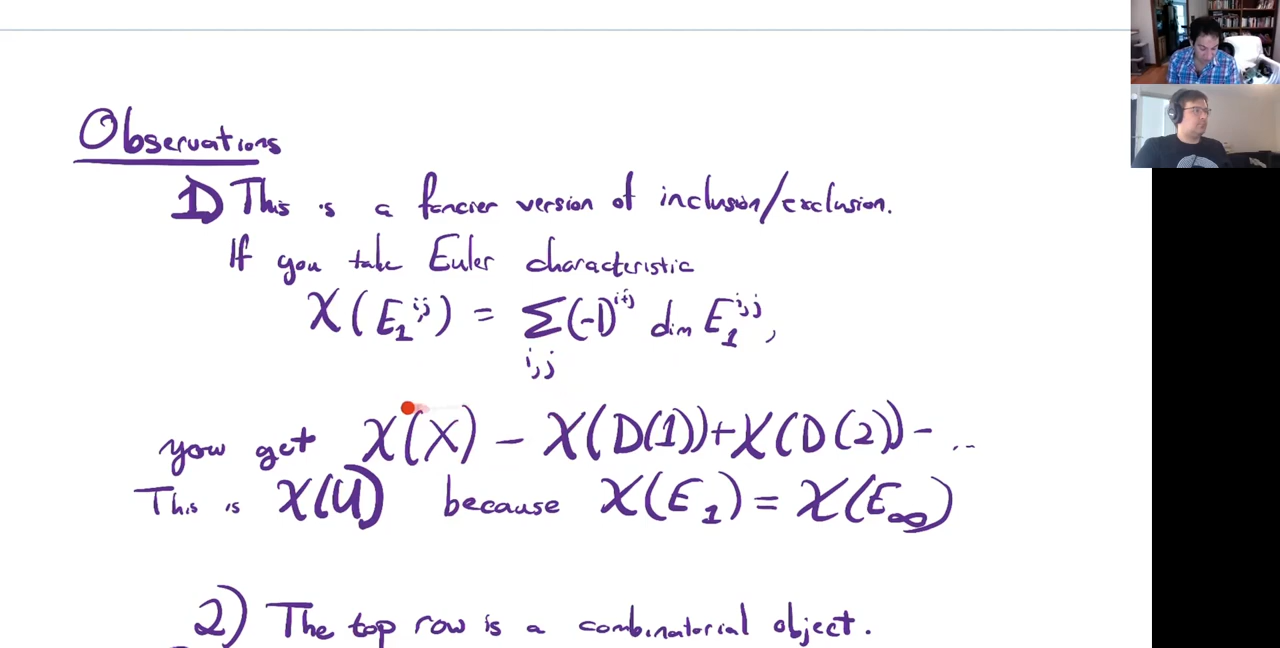 Observations
1) This is a fancier version of inclusion/exclusion.
If you take Euler characteristic
χ(E₁^{i,j}) = Σ_{i,j} (-1)^{i+j} dim E₁^{i,j},
you get χ(X) - χ(D(1)) + χ(D(2)) - ...
This is χ(U) because χ(E₁) = χ(E_∞)
2) The top row is a combinatorial object.